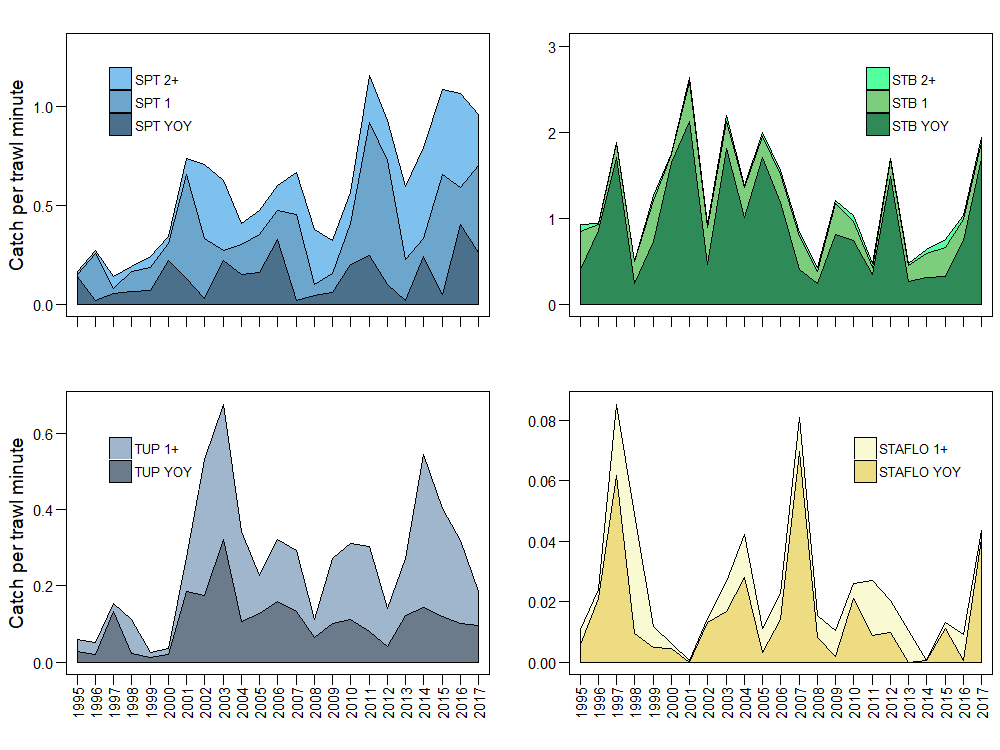 Catch per trawl minute
1.0
0.5
0.0
SPT 2+
SPT 1
SPT YOY
3
2
1
0
STB 2+
STB 1
STB YOY
Catch per trawl minute
0.6
0.4
0.2
0.0
TUP 1+
TUP YOY
1995 1996 1997 1998 1999 2000 2001 2002 2003 2004 2005 2006 2007 2008 2009 2010 2011 2012 2013 2014 2015 2016 2017
0.08
0.06
0.04
0.02
0.00
STAFLO 1+
STAFLO YOY
1995 1996 1997 1998 1999 2000 2001 2002 2003 2004 2005 2006 2007 2008 2009 2010 2011 2012 2013 2014 2015 2016 2017